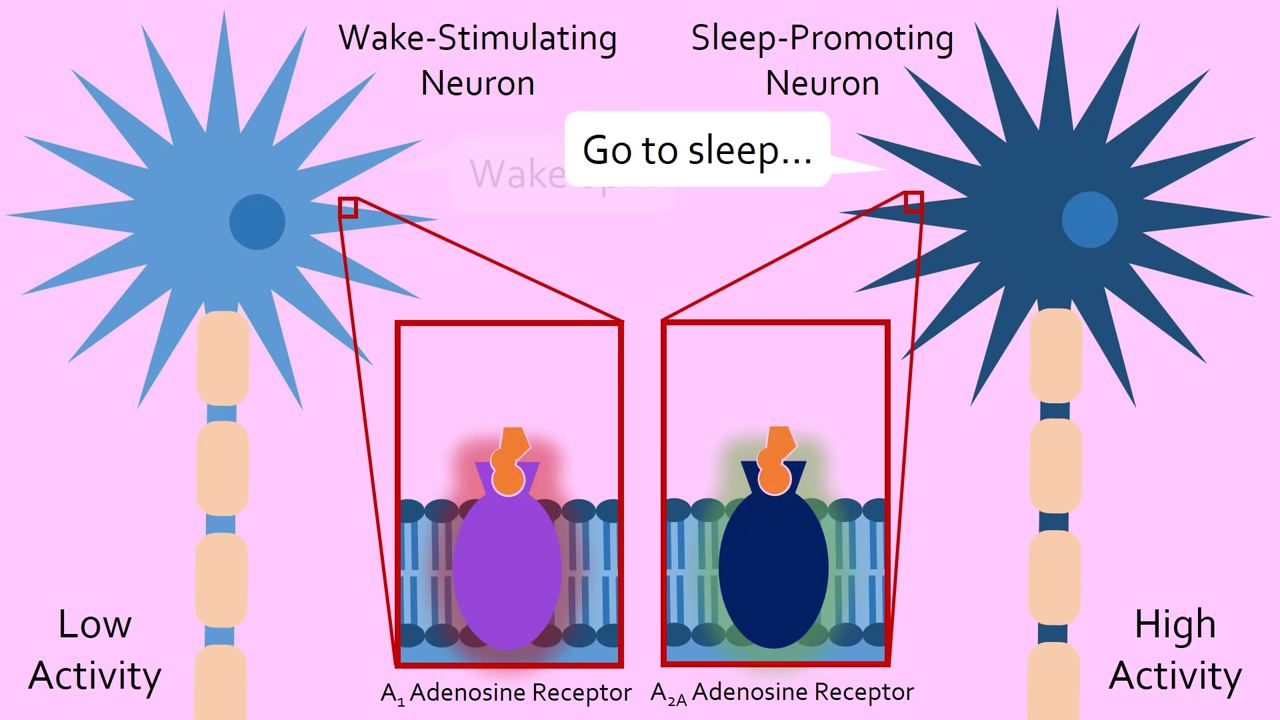 Wake-Stimulating
Neuron
Sleep-Promoting
Neuron
Go to sleep...
Wake
Low
Activity
High
Activity
A₁ Adenosine Receptor
A₂A Adenosine Receptor